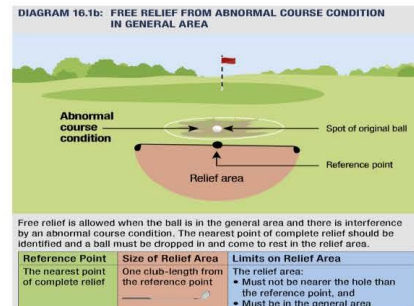 DIAGRAM 16.1b: FREE RELIEF FROM ABNORMAL COURSE CONDITION
IN GENERAL AREA
Abnormal
course
condition
Spot of original ball
Reference point
Relief area
Free relief is allowed when the ball is in the general area and there is interference
by an abnormal course condition. The nearest point of complete relief should be
identified and a ball must be dropped in and come to rest in the relief area.
Reference Point
Size of Relief Area
Limits on Relief Area
The nearest point
of complete relief
One club-length from
the reference point
The relief area:
• Must not be nearer the hole than
the reference point, and
• Must be in the general area